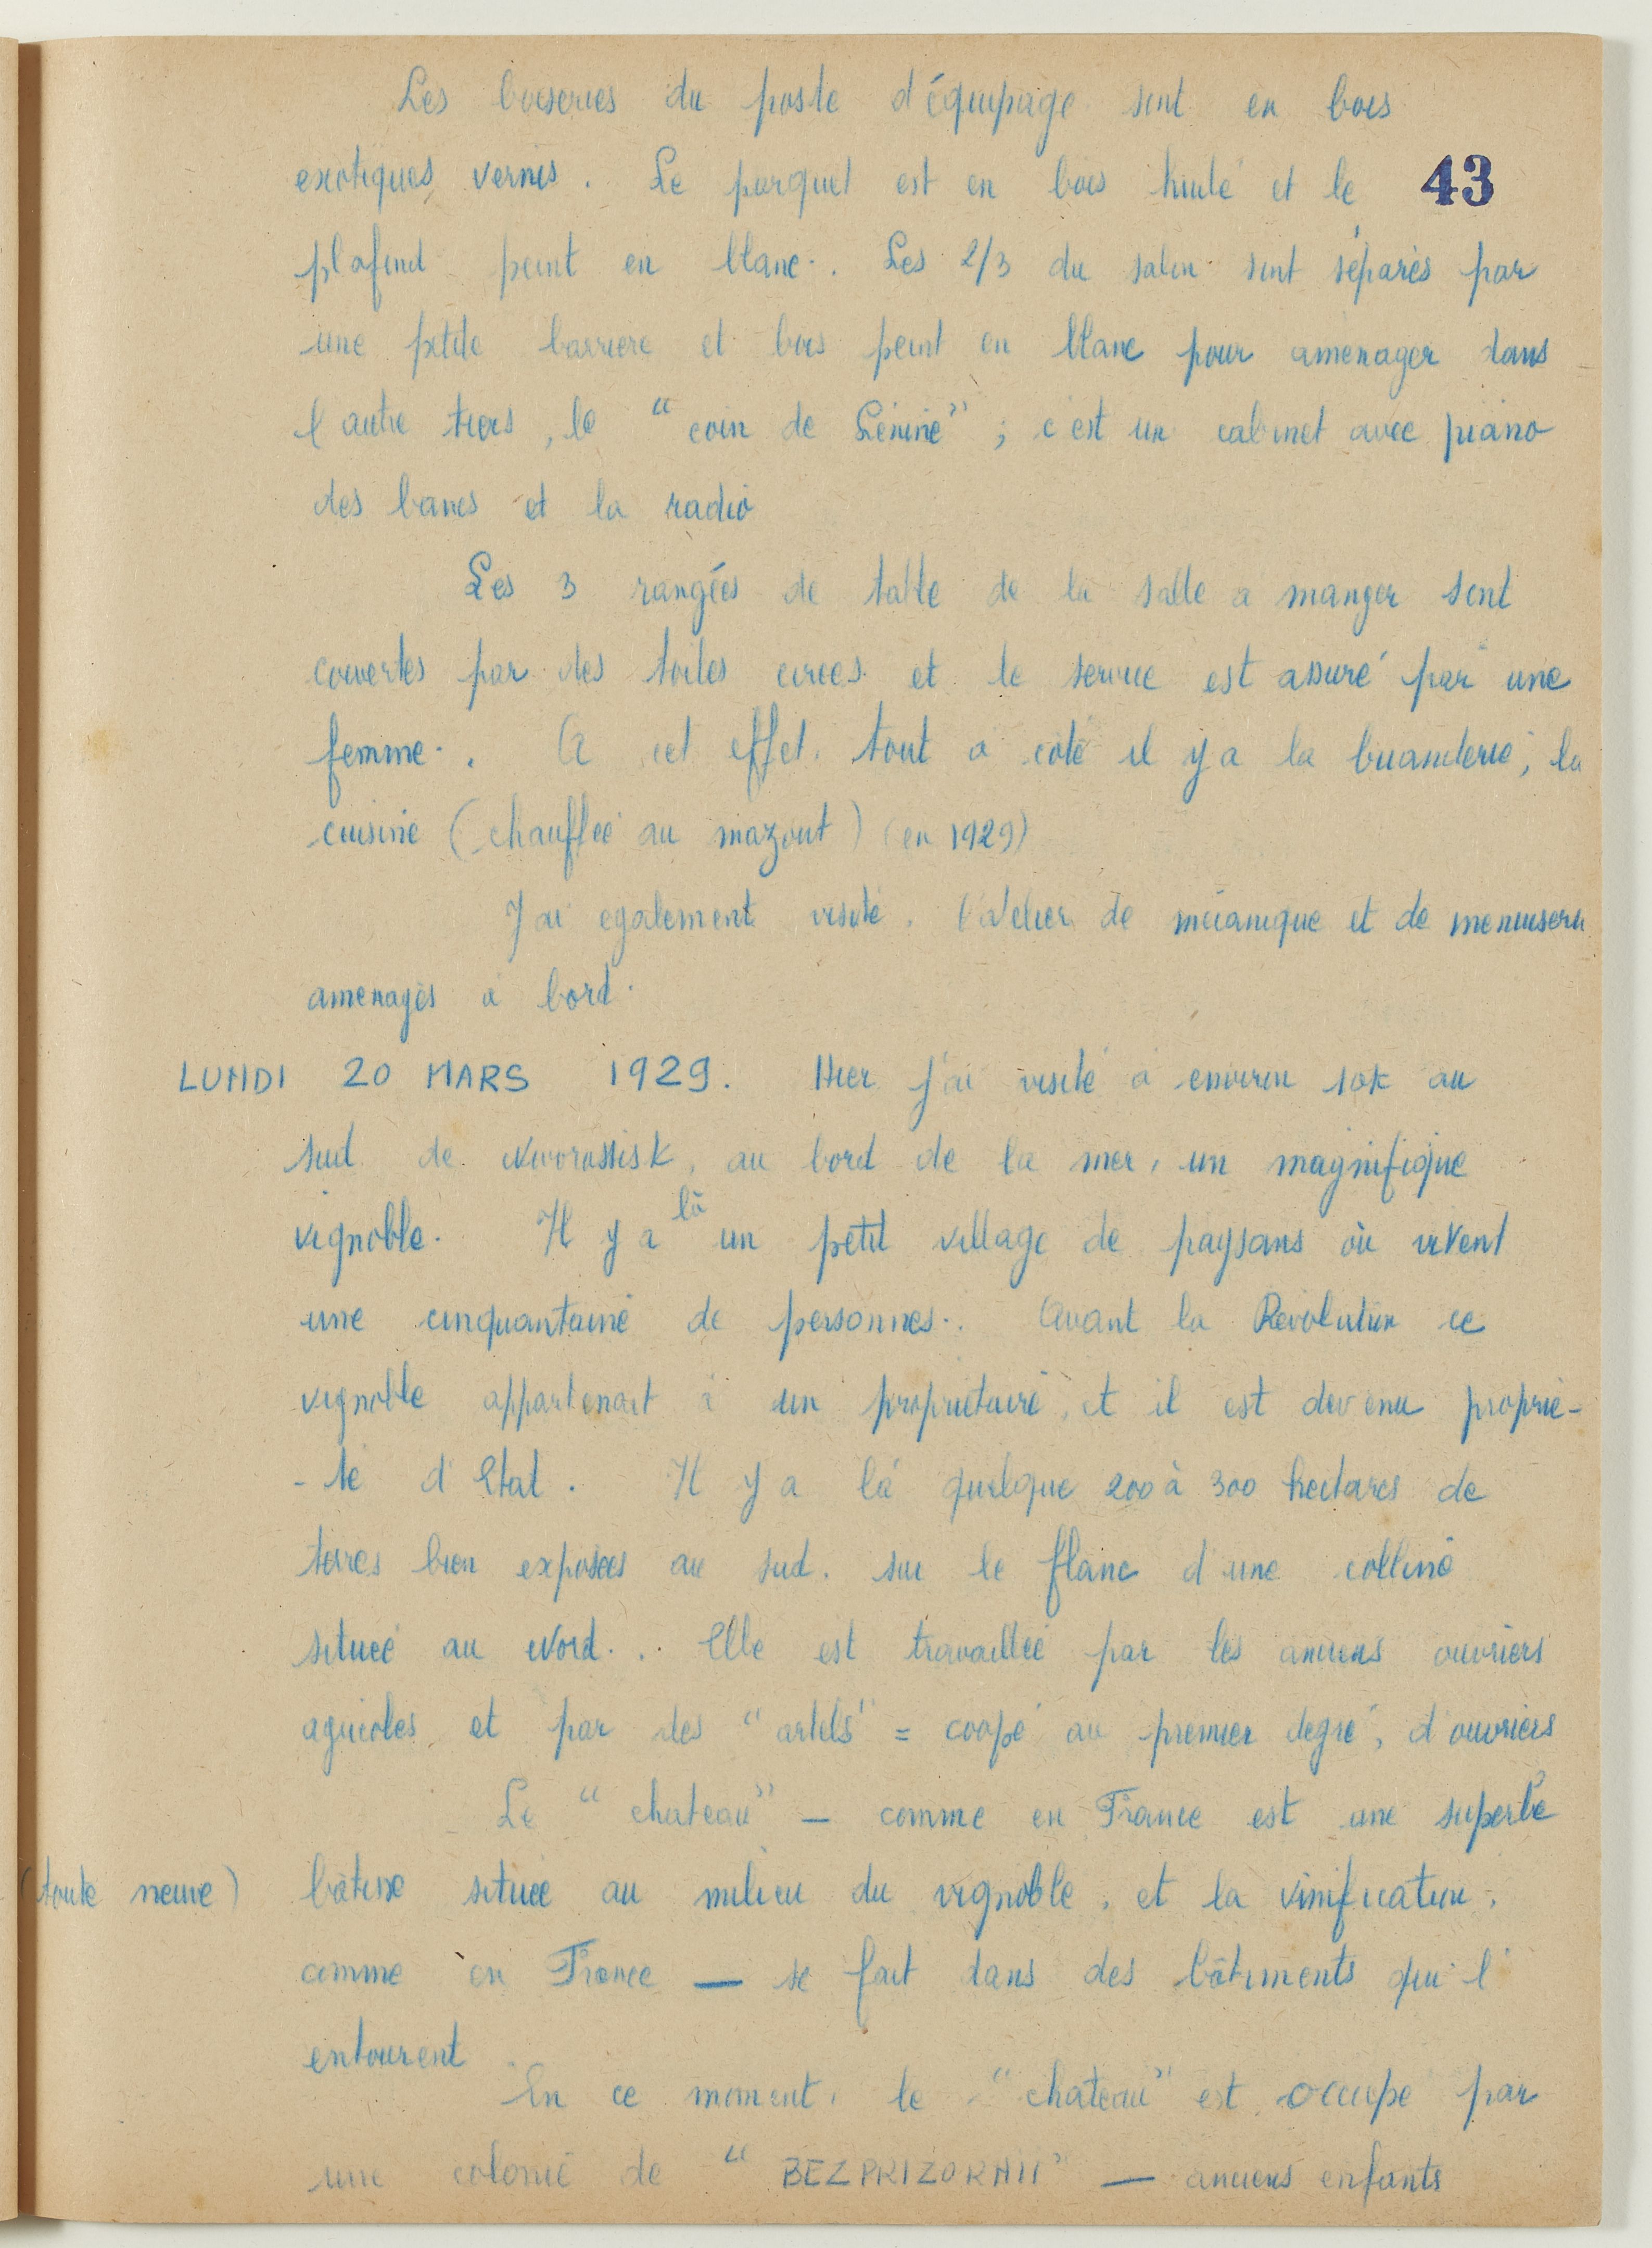 Les boiseries du poste d'équipage sont en bois
exotiques vernis. Le parquet est en bois huilé et le
43
plafond peint en blanc. Les 2/3 du salon sont séparés par
une petite barriere et bois peint en blanc pour amenager dans
l'autre tiers, le "coin de Lénine" ; c'est un cabinet avec piano
des bancs et la radio
Les 3 rangées de table de la salle a manger sont
couvertes par des toiles cirees et le service est assuré par une
femme. A cet effet, tout a coté il y a la buanderie, la
cuisine (chauffée au mazout) (en 1929)
J'ai egalement visité l'atelier de mécanique et de menuiserie
amenagés à bord.
LUNDI 20 MARS 1929. Hier j'ai visité à environ 10k au
sud de Novorossisk, au bord de la mer, un magnifique
vignoble. Il y a là un petit village de paysans où vivent
une cinquantaine de personnes. Avant la Révolution ce
vignoble appartenait à un propriétaire, et il est devenu proprié-
-té d'Etat. Il y a là quelque 200 à 300 hectares de
terres bien exposées au sud. sur le flanc d'une colline
située au Nord. Elle est travaillée par les anciens ouvriers
agricoles et par des "artels" = coopé au premier degré, d'ouvriers
Le "chateau" — comme en France est une superbe
(toute neuve) bâtisse située au milieu du vignoble, et la vinification,
comme en France — se fait dans des bâtiments qui l'
entourent
En ce moment, le "chateau" est occupé par
une colonie de "BEZPRIZORNII" — anciens enfants